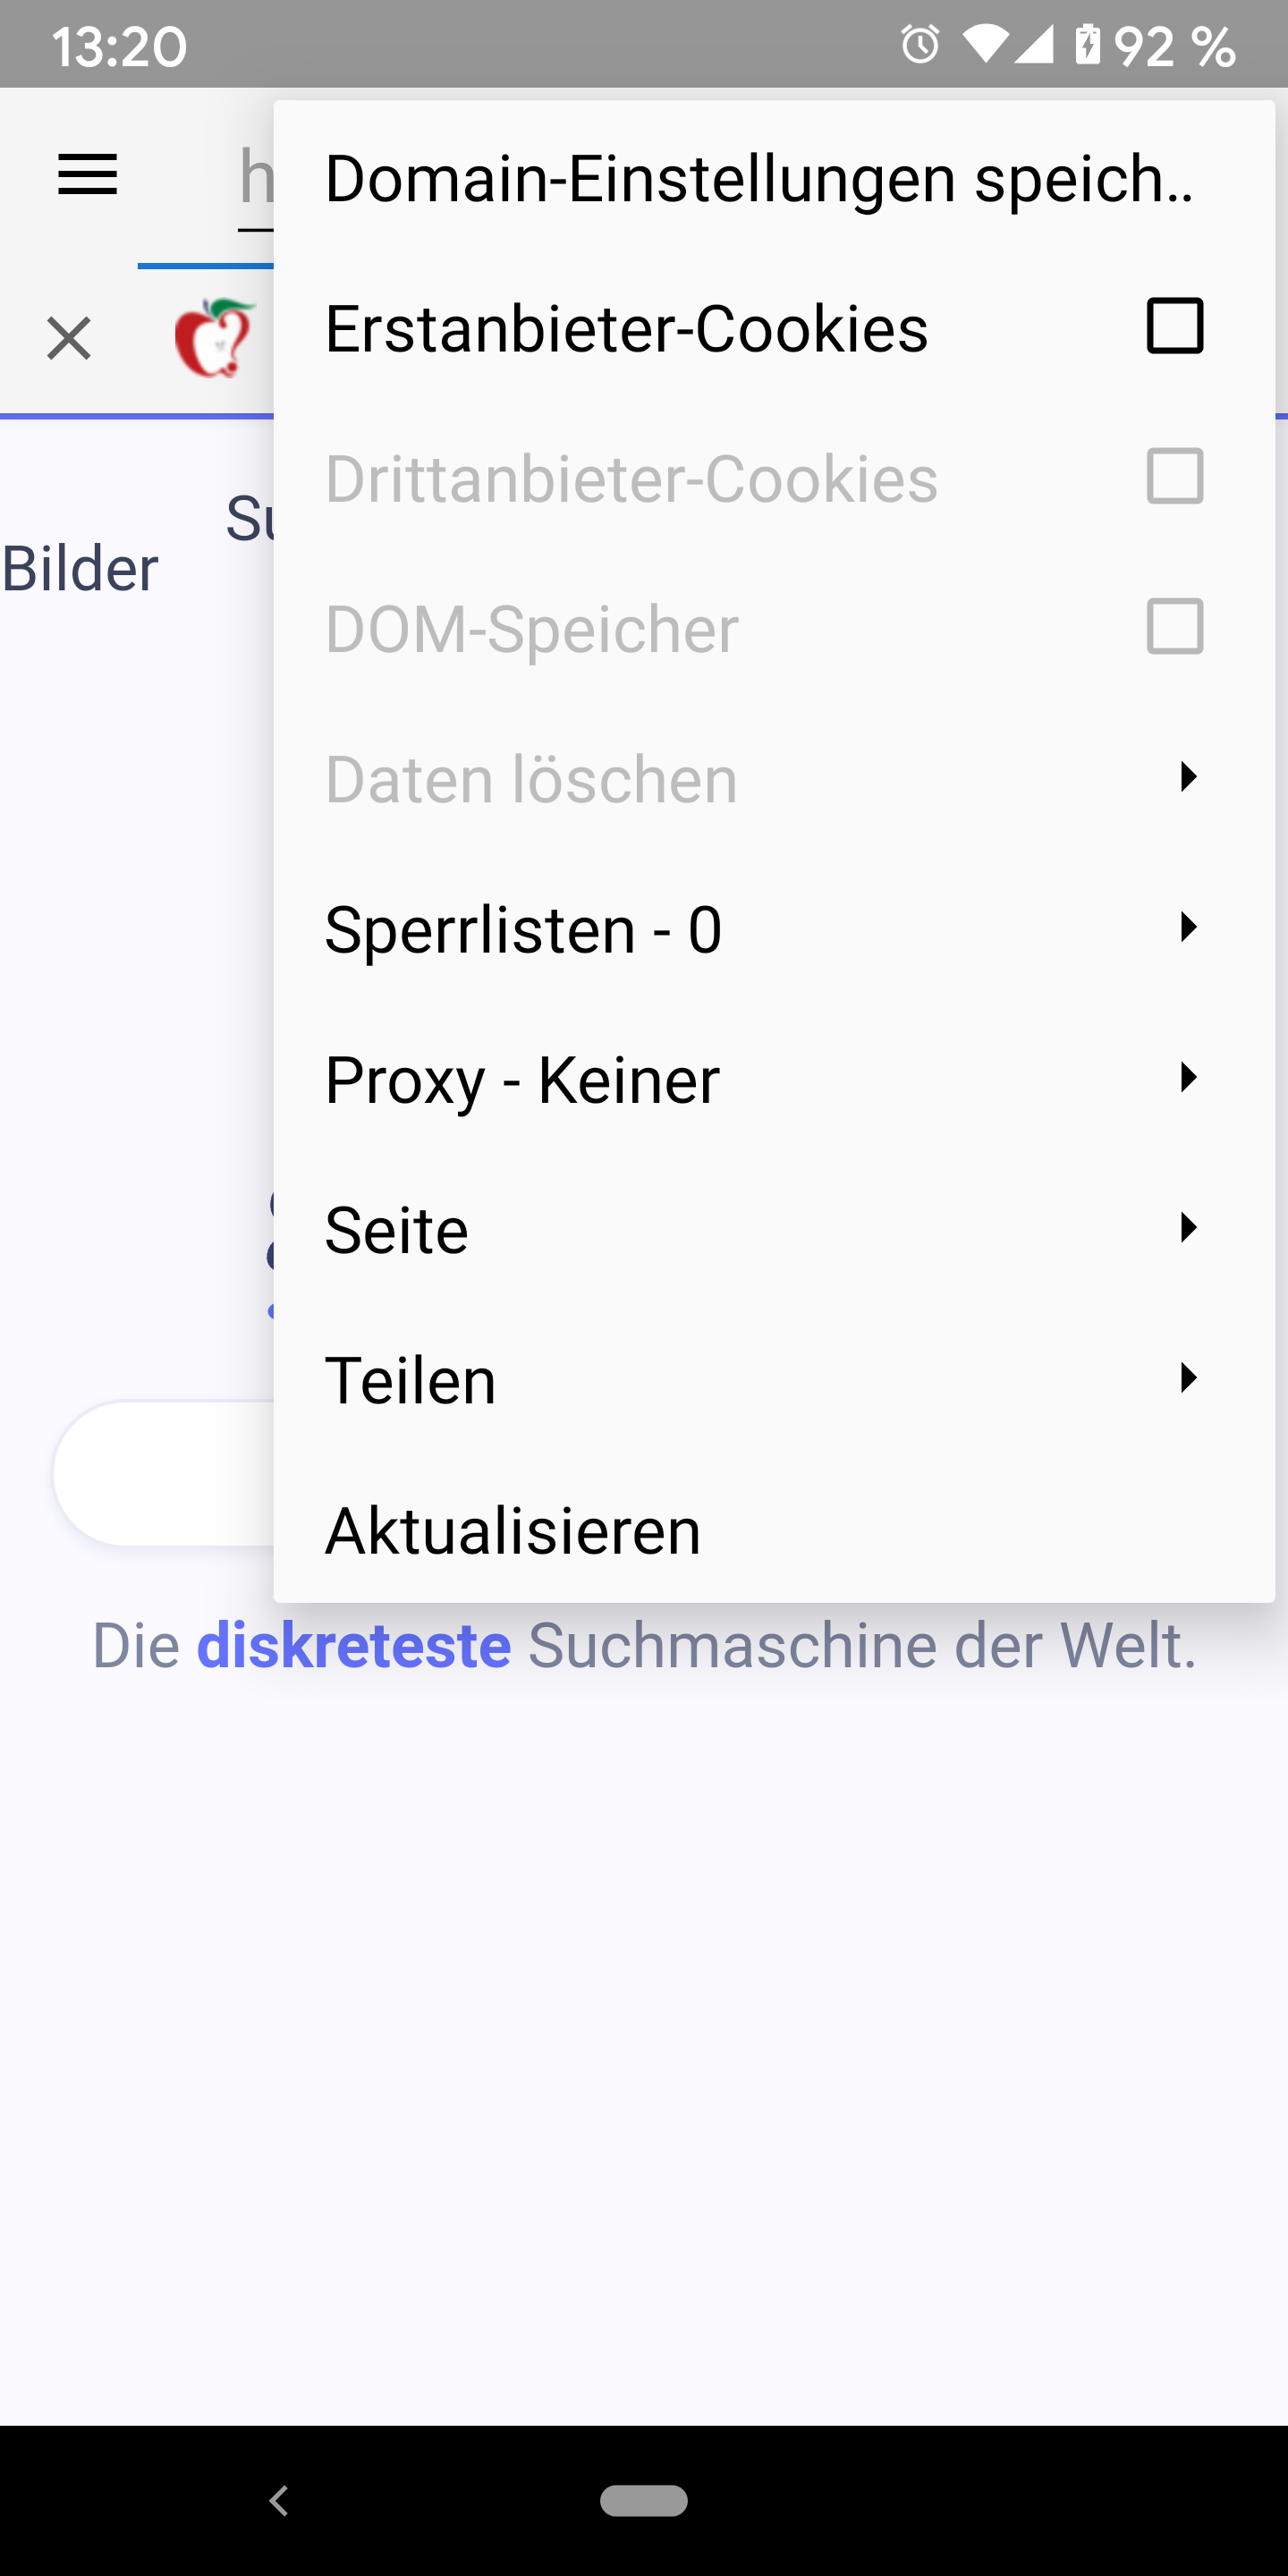 13:20
92 %
Domain-Einstellungen speich..
Erstanbieter-Cookies
Drittanbieter-Cookies
DOM-Speicher
Bilder
Daten löschen
Sperrlisten - 0
Proxy - Keiner
Seite
Teilen
Aktualisieren
Die diskreteste Suchmaschine der Welt.